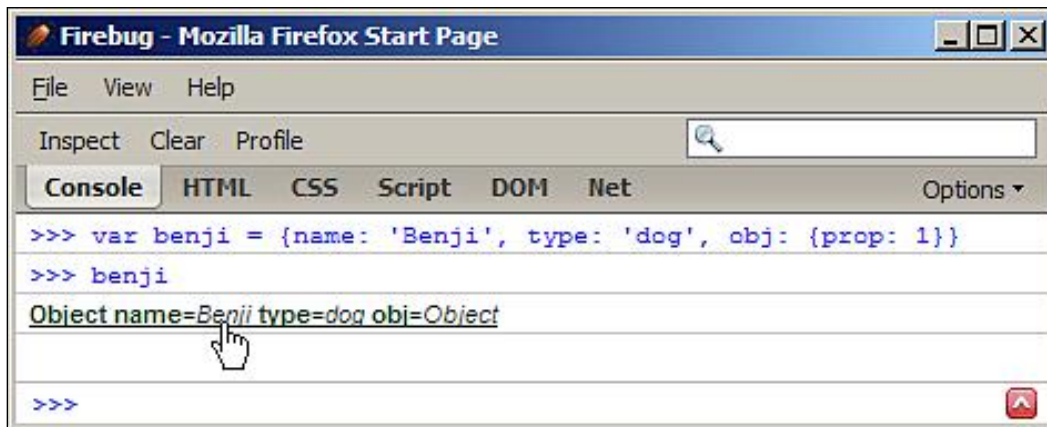 Firebug - Mozilla Firefox Start Page
File View Help
Inspect Clear Profile
Console HTML CSS Script DOM Net Options
>>> var benji = {name: 'Benji', type: 'dog', obj: {prop: 1}}
>>> benji
Object name=Benji type=dog obj=Object
>>>